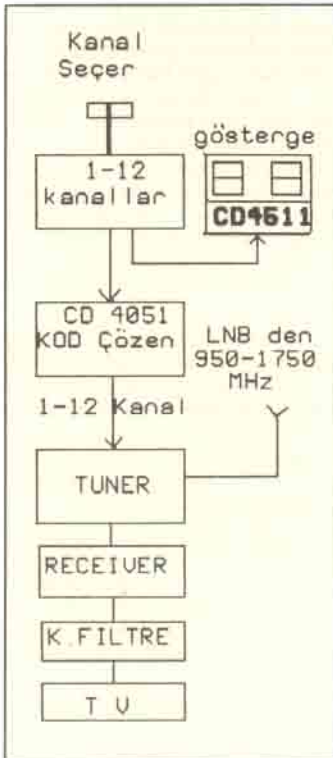 Kanal
Seçer
gösterge
1-12
kanallar
CD4511
CD 4051
KOD Çözen
LNB den
950-1750
MHz
1-12 Kanal
TUNER
RECEIVER
K.FILTRE
T V